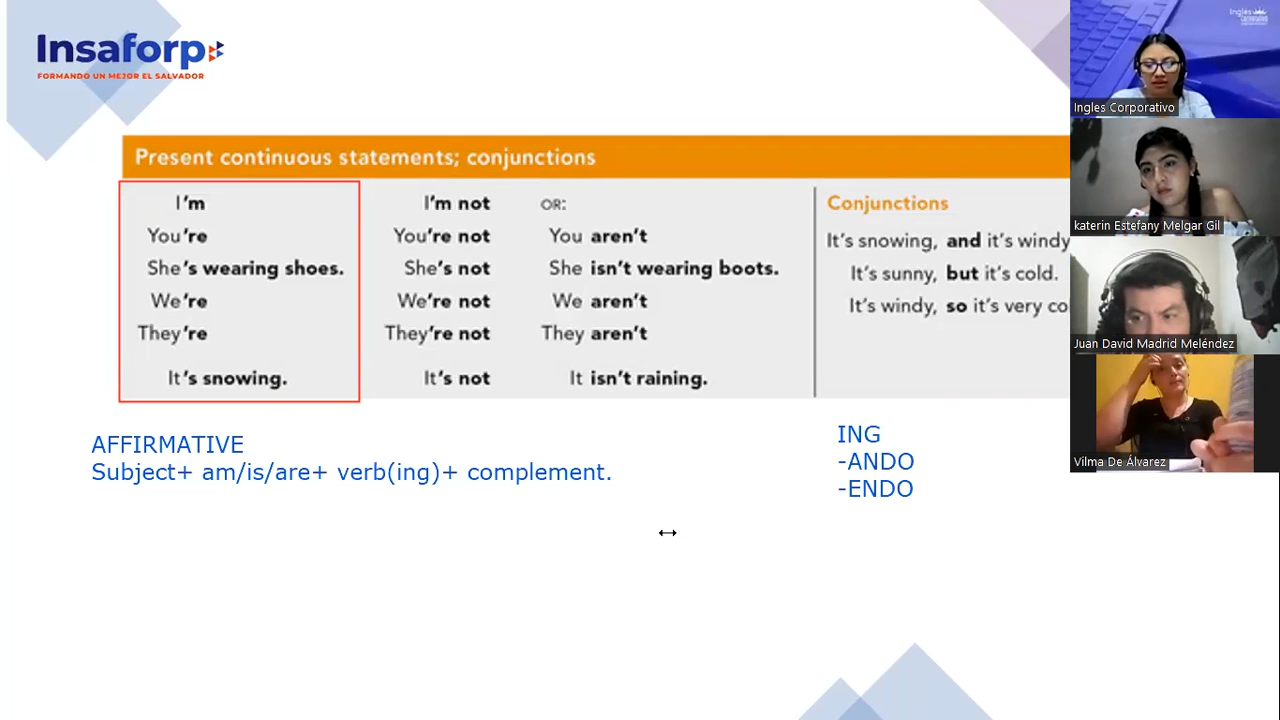 Insaforp
FORMANDO UN MEJOR EL SALVADOR
Present continuous statements; conjunctions
I'm
You're
She's wearing shoes.
We're
They're
It's snowing.
I'm not
You're not
She's not
We're not
They're not
It's not
OR:
You aren't
She isn't wearing boots.
We aren't
They aren't
It isn't raining.
Conjunctions
It's snowing, and it's windy
It's sunny, but it's cold.
It's windy, so it's very
AFFIRMATIVE
Subject+ am/is/are+ verb(ing)+ complement.
ING
-ANDO
-ENDO
Ingles Corporativo
katerin Estefany Melgar Gil
Juan David Madrid Meléndez
Vilma De Álvarez